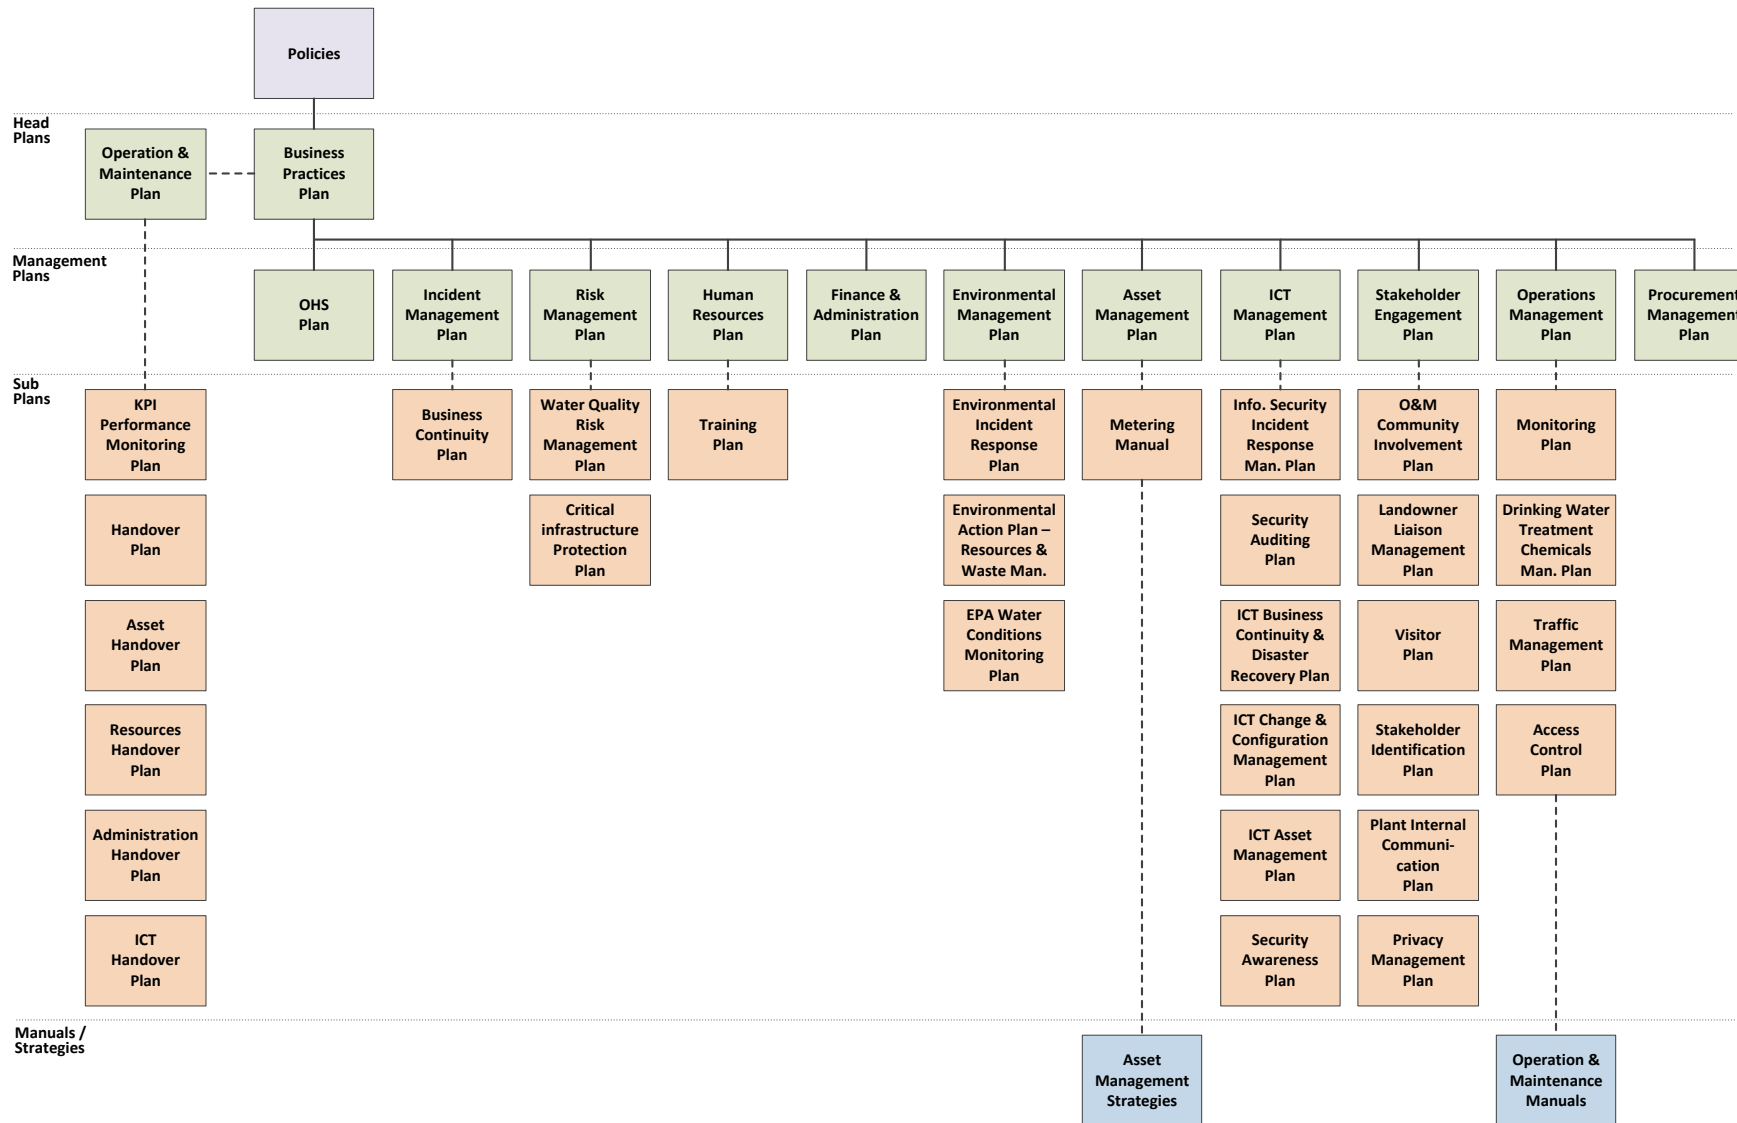 Policies
Head
Plans
Operation &
Maintenance
Plan
Business
Practices
Plan
Management
Plans
OHS
Plan
Incident
Management
Plan
Risk
Management
Plan
Human
Resources
Plan
Finance &
Administration
Plan
Environmental
Management
Plan
Asset
Management
Plan
ICT
Management
Plan
Stakeholder
Engagement
Plan
Operations
Management
Plan
Procurement
Management
Plan
Sub
Plans
KPI
Performance
Monitoring
Plan
Business
Continuity
Plan
Water Quality
Risk
Management
Plan
Training
Plan
Environmental
Incident
Response
Plan
Metering
Manual
Info. Security
Incident
Response
Man. Plan
O&M
Community
Involvement
Plan
Monitoring
Plan
Handover
Plan
Critical
infrastructure
Protection
Plan
Environmental
Action Plan –
Resources &
Waste Man.
Security
Auditing
Plan
Landowner
Liaison
Management
Plan
Drinking Water
Treatment
Chemicals
Man. Plan
Asset
Handover
Plan
EPA Water
Conditions
Monitoring
Plan
ICT Business
Continuity &
Disaster
Recovery Plan
Visitor
Plan
Traffic
Management
Plan
Resources
Handover
Plan
ICT Change &
Configuration
Management
Plan
Stakeholder
Identification
Plan
Access
Control
Plan
Administration
Handover
Plan
ICT Asset
Management
Plan
Plant Internal
Communi-
cation
Plan
ICT
Handover
Plan
Security
Awareness
Plan
Privacy
Management
Plan
Manuals /
Strategies
Asset
Management
Strategies
Operation &
Maintenance
Manuals